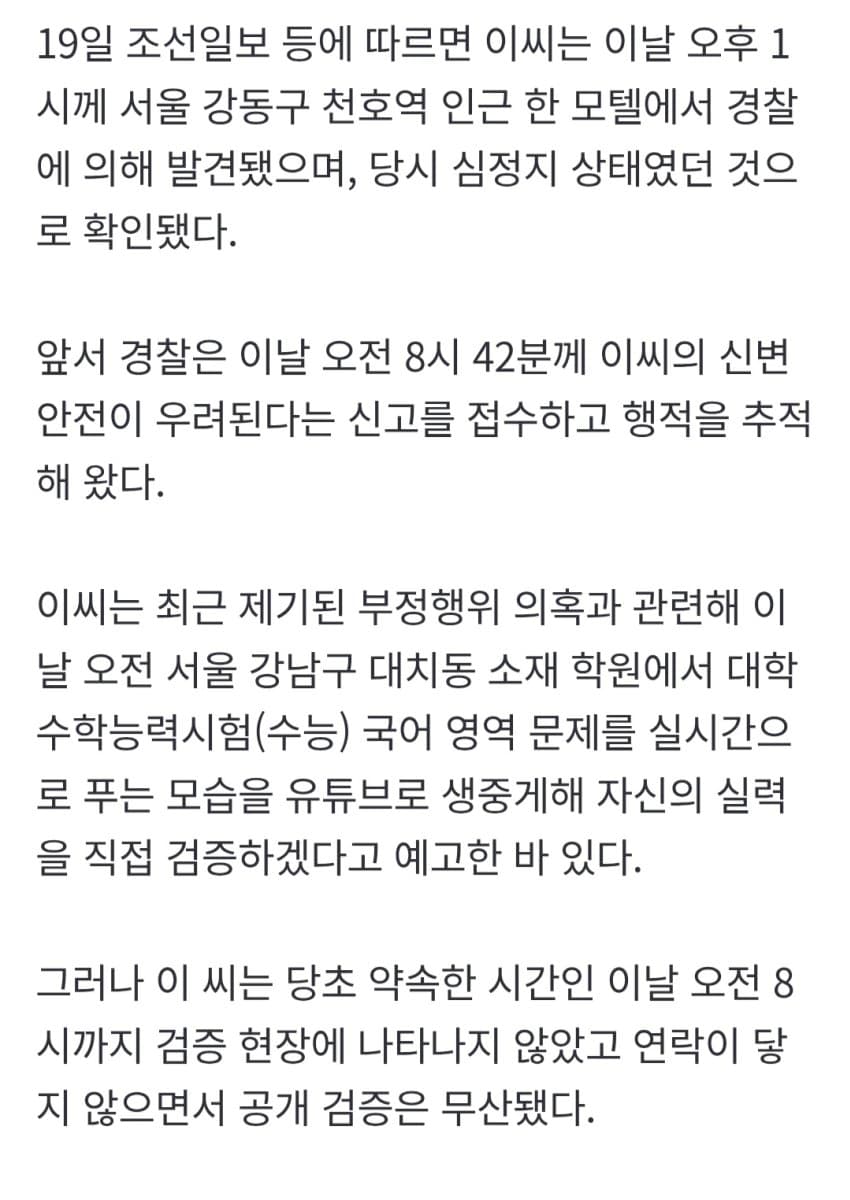 19일 조선일보 등에 따르면 이씨는 이날 오후 1
시께 서울 강동구 천호역 인근 한 모텔에서 경찰
에 의해 발견됐으며, 당시 심정지 상태였던 것으
로 확인됐다.
앞서 경찰은 이날 오전 8시 42분께 이씨의 신변
안전이 우려된다는 신고를 접수하고 행적을 추적
해 왔다.
이씨는 최근 제기된 부정행위 의혹과 관련해 이
날 오전 서울 강남구 대치동 소재 학원에서 대학
수학능력시험(수능) 국어 영역 문제를 실시간으
로 푸는 모습을 유튜브로 생중계해 자신의 실력
을 직접 검증하겠다고 예고한 바 있다.
그러나 이 씨는 당초 약속한 시간인 이날 오전 8
시까지 검증 현장에 나타나지 않았고 연락이 닿
지 않으면서 공개 검증은 무산됐다.